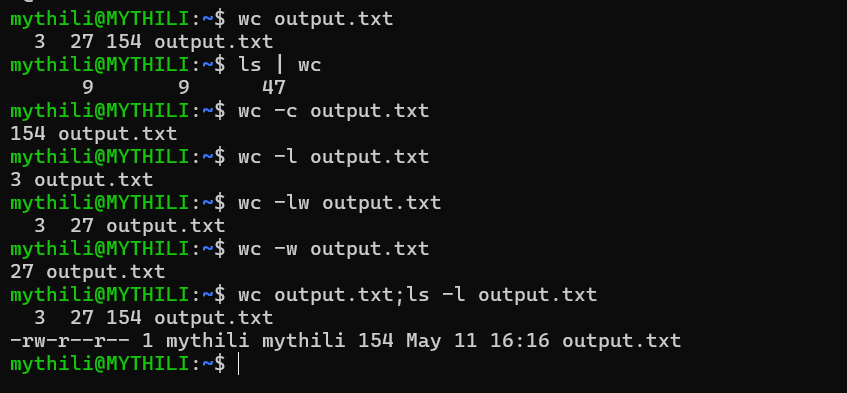 mythili@MYTHILI:~$ wc output.txt
  3  27 154 output.txt
mythili@MYTHILI:~$ ls | wc
      9       9      47
mythili@MYTHILI:~$ wc -c output.txt
154 output.txt
mythili@MYTHILI:~$ wc -l output.txt
3 output.txt
mythili@MYTHILI:~$ wc -lw output.txt
  3  27 output.txt
mythili@MYTHILI:~$ wc -w output.txt
27 output.txt
mythili@MYTHILI:~$ wc output.txt;ls -l output.txt
  3  27 154 output.txt
-rw-r--r-- 1 mythili mythili 154 May 11 16:16 output.txt
mythili@MYTHILI:~$